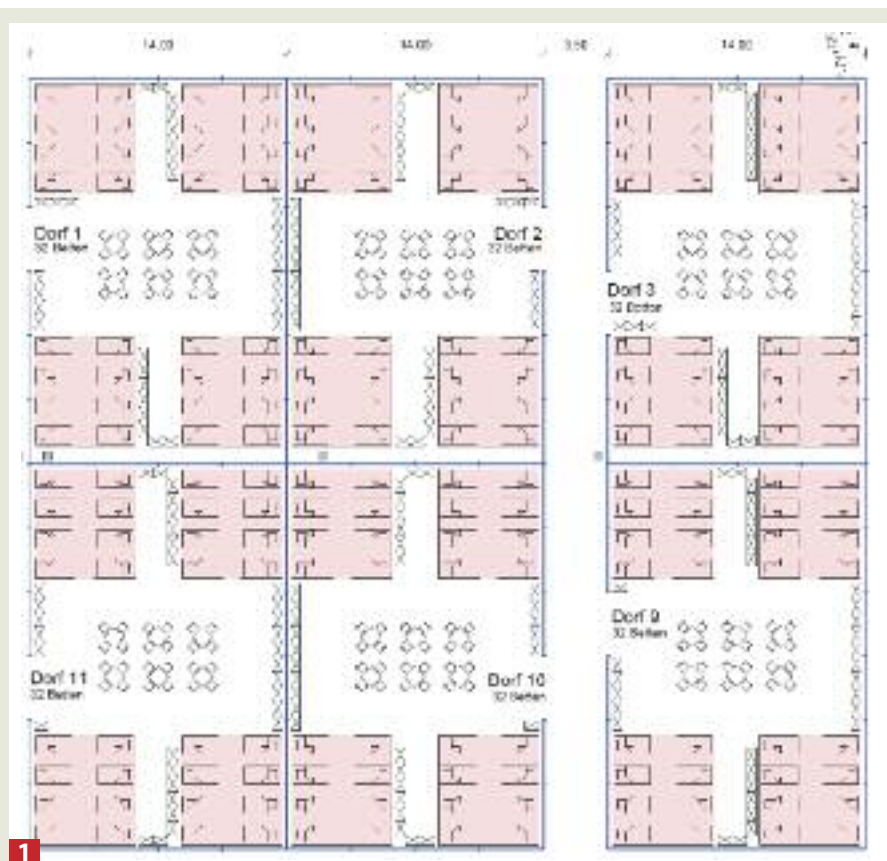 14.00 14.00 3.50 14.00
Dorf 1
32 Betten
Dorf 2
32 Betten
Dorf 3
32 Betten
Dorf 11
32 Betten
Dorf 10
32 Betten
Dorf 9
32 Betten
1